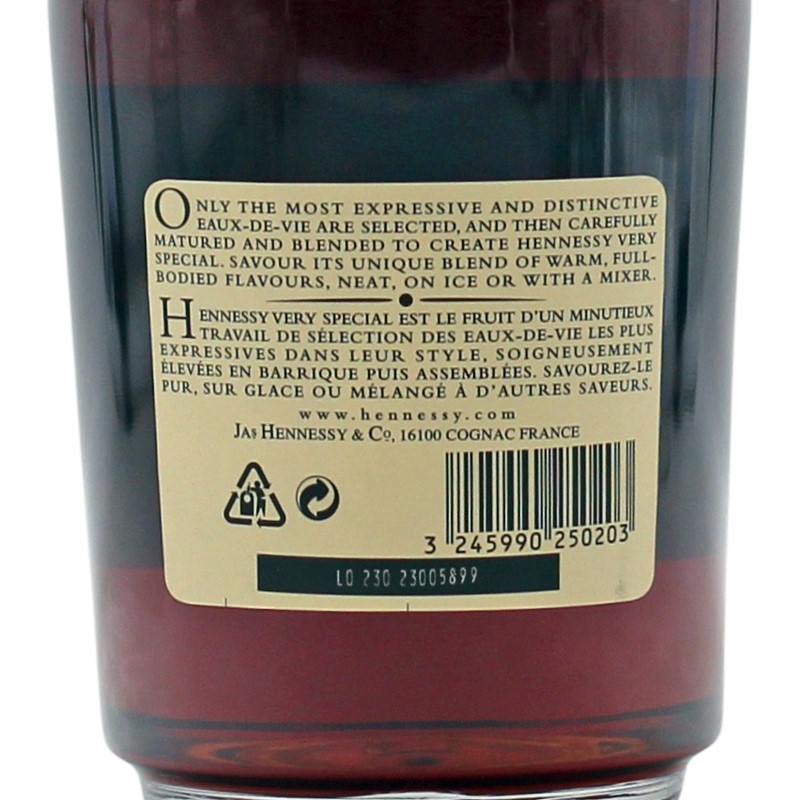 ONLY THE MOST EXPRESSIVE AND DISTINCTIVE
EAUX-DE-VIE ARE SELECTED, AND THEN CAREFULLY
MATURED AND BLENDED TO CREATE HENNESSY VERY
SPECIAL. SAVOUR ITS UNIQUE BLEND OF WARM, FULL-
BODIED FLAVOURS, NEAT, ON ICE OR WITH A MIXER.
HENNESSY VERY SPECIAL EST LE FRUIT D'UN MINUTIEUX
TRAVAIL DE SÉLECTION DES EAUX-DE-VIE LES PLUS
EXPRESSIVES DANS LEUR STYLE, SOIGNEUSEMENT
ÉLEVÉES EN BARRIQUE PUIS ASSEMBLÉES. SAVOUREZ-LE
PUR, SUR GLACE OU MÉLANGÉ À D'AUTRES SAVEURS.
www.hennessy.com
JAS HENNESSY & Cº, 16100 COGNAC FRANCE
3 245990 250203
L0 230 23005899